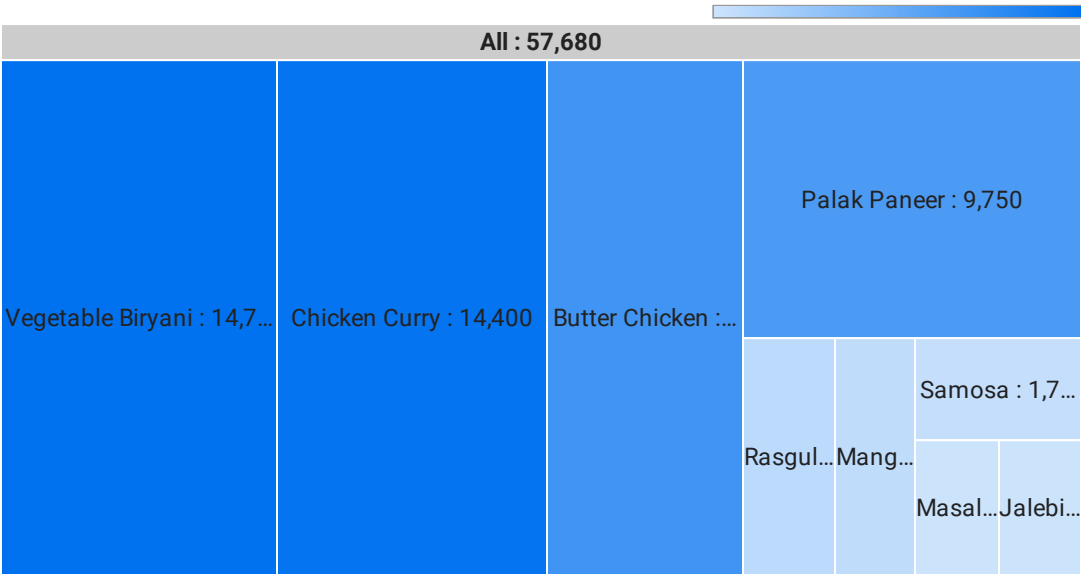 All : 57,680
Vegetable Biryani : 14,7...
Chicken Curry : 14,400
Butter Chicken :...
Palak Paneer : 9,750
Rasgul...
Mang...
Samosa : 1,7...
Masal...
Jalebi...